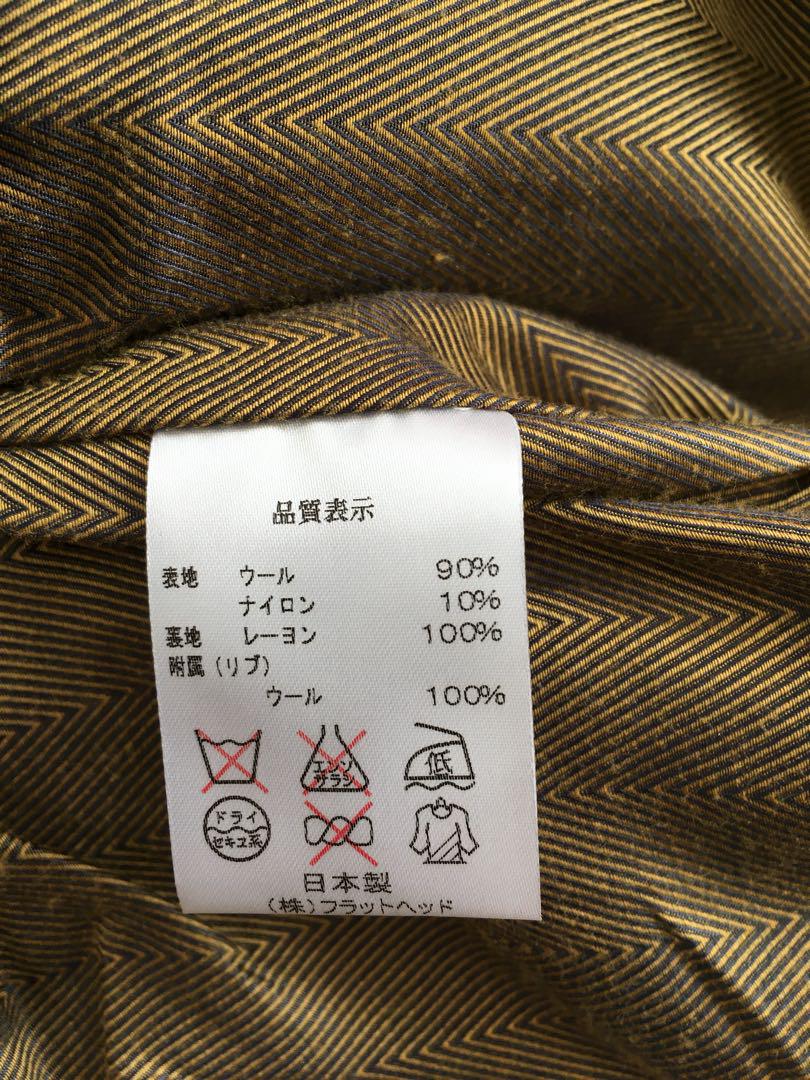 品質表示
表地 ウール 90%
ナイロン 10%
裏地 レーヨン 100%
附属(リブ)
ウール 100%
エンソ
サラシ
低
ドライ
セキユ系
日本製
(株)フラットヘッド